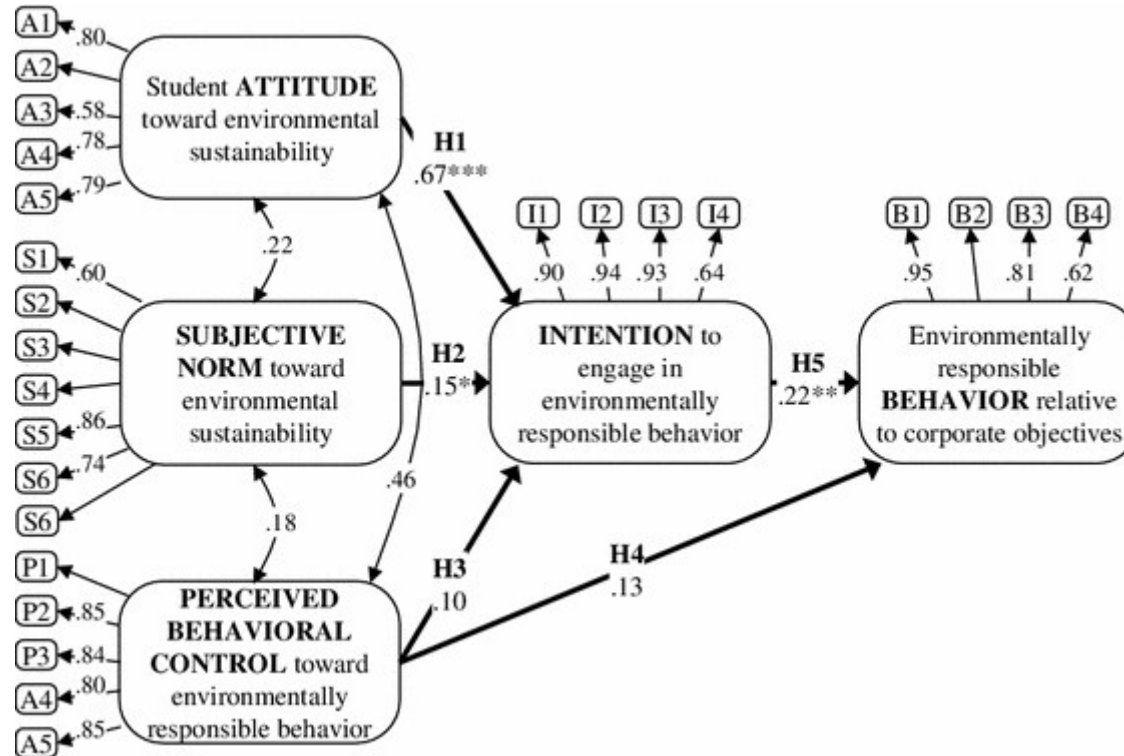 A1
.80
A2
A3
.58
A4
.78
A5
.79
Student ATTITUDE
toward environmental
sustainability
H1
.67***
.22
S1
.60
S2
S3
S4
S5
.86
S6
.74
S6
SUBJECTIVE
NORM toward
environmental
sustainability
H2
.15*
I1
I2
I3
I4
.90
.94
.93
.64
INTENTION to
engage in
environmentally
responsible behavior
H5
.22**
B1
B2
B3
B4
.95
.81
.62
Environmentally
responsible
BEHAVIOR relative
to corporate objectives
.46
.18
H3
.10
H4
.13
P1
P2
.85
P3
.84
A4
.80
A5
.85
PERCEIVED
BEHAVIORAL
CONTROL toward
environmentally
responsible behavior